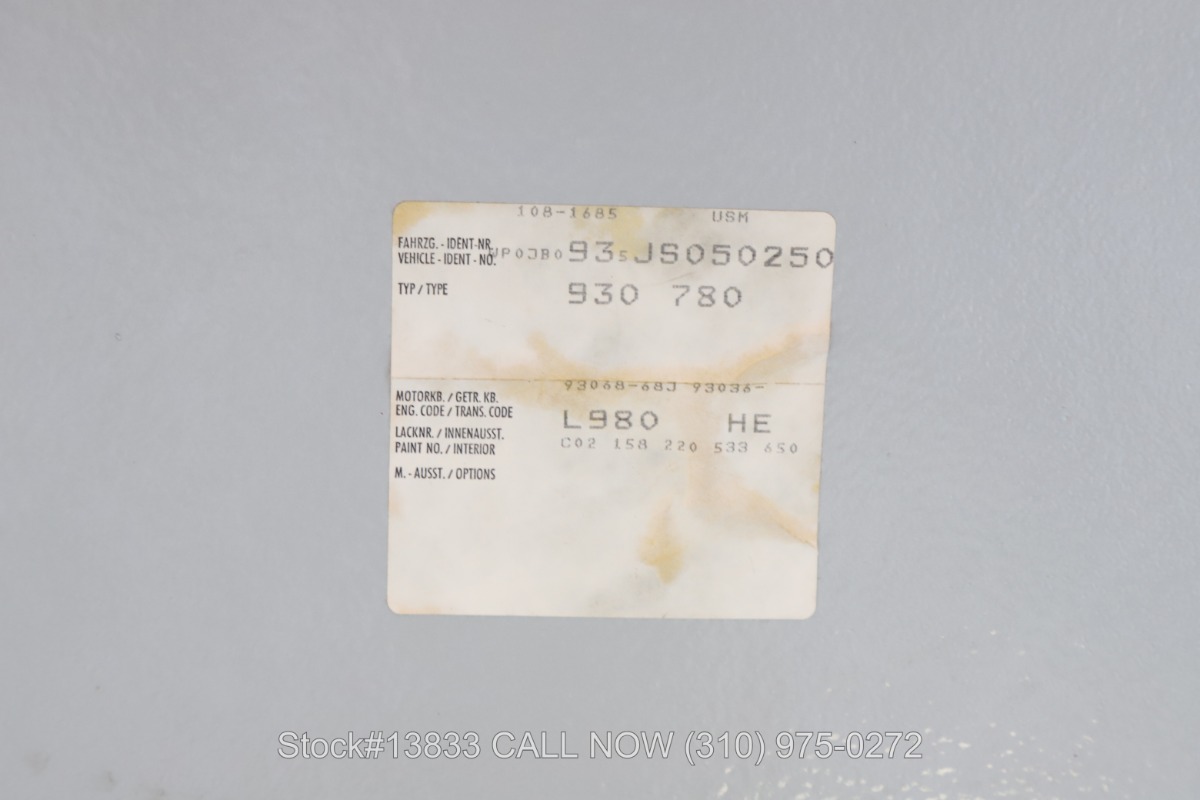 108-1685 USM
FAHRZG. - IDENT-NR.
VEHICLE - IDENT - NO. WP0JB093sJS050250
TYP / TYPE 930 780
93068-68J 93036-
MOTORKB. / GETR. KB.
ENG. CODE / TRANS. CODE
L980 HE
LACKNR. / INNENAUSST.
PAINT NO. / INTERIOR
C02 158 220 533 650
M. - AUSST. / OPTIONS
Stock#13833 CALL NOW (310) 975-0272